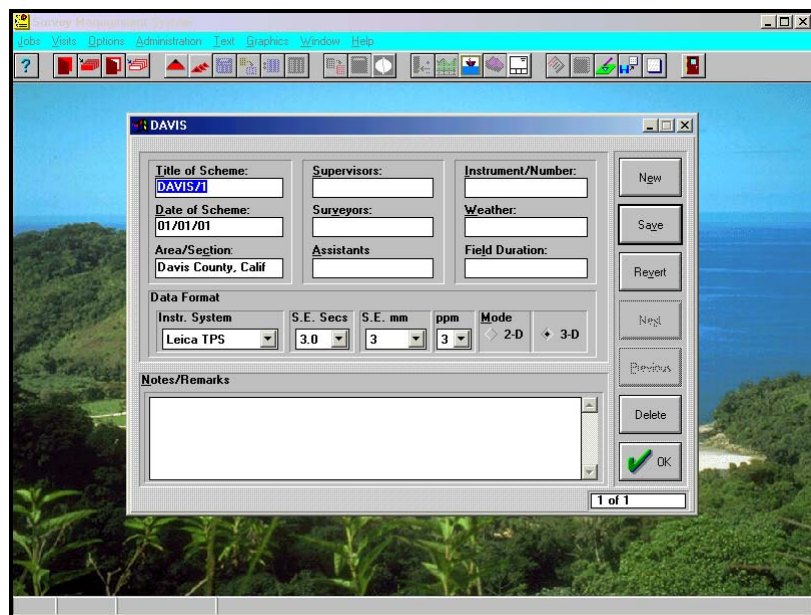 Survey Management System
Jobs Visits Options Administration Text Graphics Window Help
?
DAVIS
Title of Scheme:
DAVIS/1
Date of Scheme:
01/01/01
Area/Section:
Davis County, Calif
Supervisors:
Surveyors:
Assistants
Instrument/Number:
Weather:
Field Duration:
Data Format
Instr. System S.E. Secs S.E. mm ppm Mode
Leica TPS 3.0 3 3 2-D 3-D
Notes/Remarks
New
Save
Revert
Next
Previous
Delete
OK
1 of 1